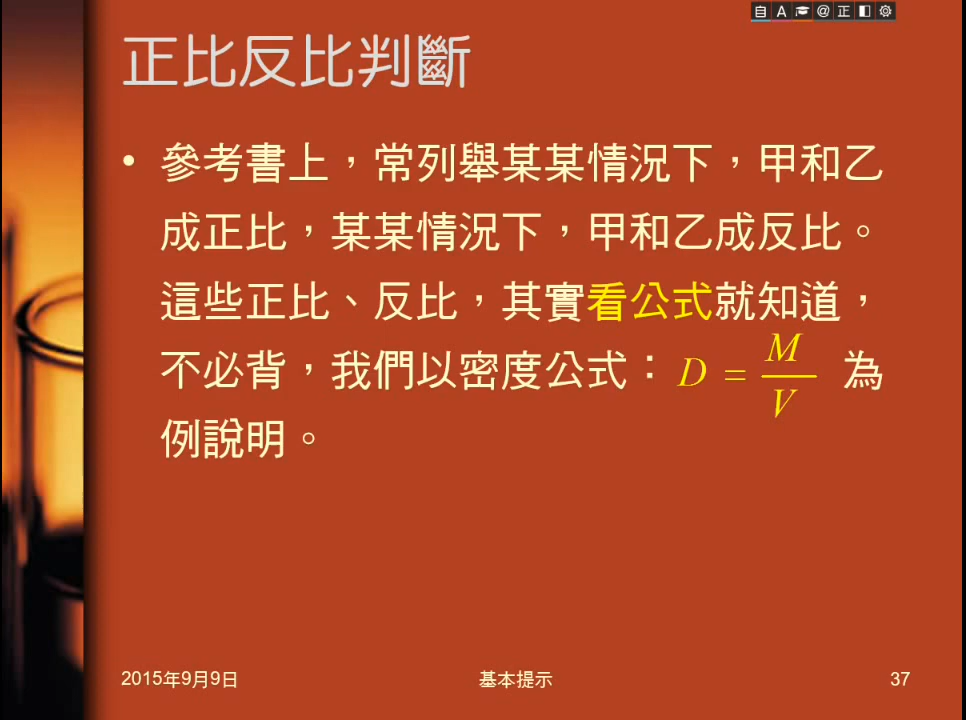 自 A @ 正
正比反比判斷
• 參考書上，常列舉某某情況下，甲和乙
成正比，某某情況下，甲和乙成反比。
這些正比、反比，其實看公式就知道，
不必背，我們以密度公式：D = M/V 為
例說明。
2015年9月9日 基本提示 37